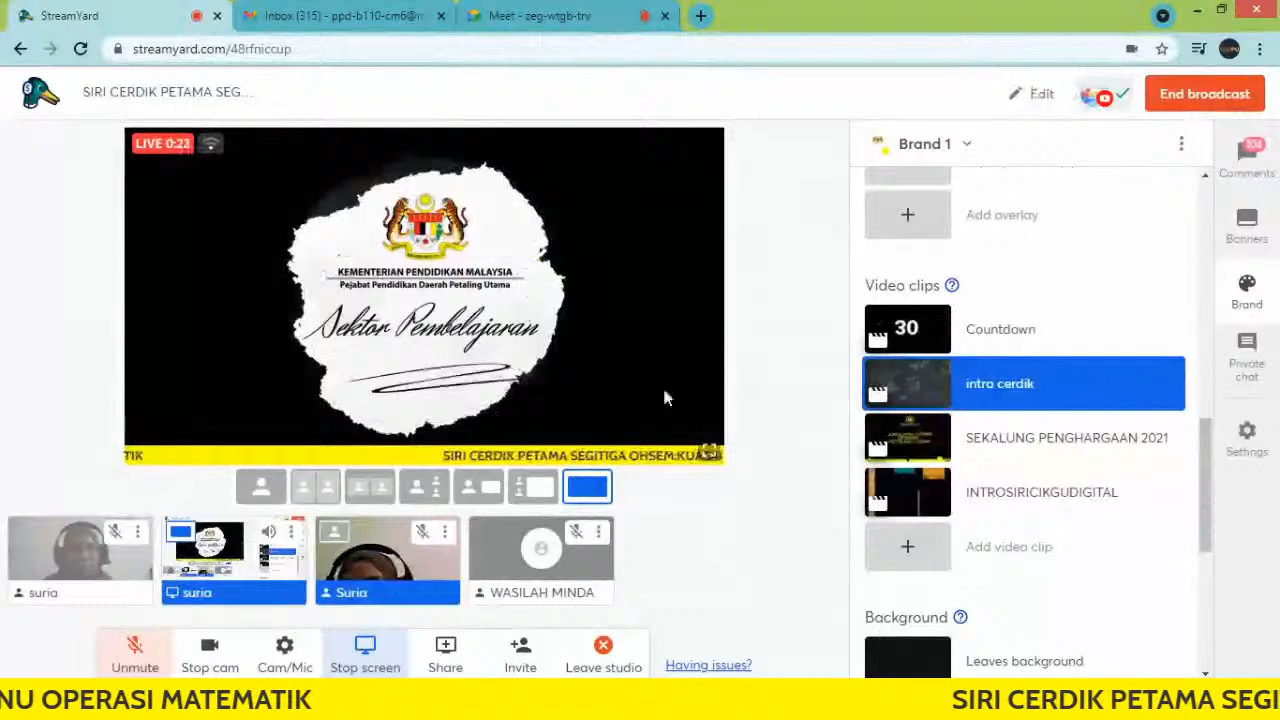 StreamYard
Inbox (315) - ppd-b110-cm6@m
Meet - zeg-wtgb-trv
streamyard.com/48rfniccup
SIRI CERDIK PETAMA SEG...
Edit
End broadcast
LIVE 0:22
KEMENTERIAN PENDIDIKAN MALAYSIA
Pejabat Pendidikan Daerah Petaling Utama
Sektor Pembelajaran
TIK
SIRI CERDIK PETAMA SEGITIGA OHSEM:KUA
Brand 1
Add overlay
Video clips
30
Countdown
intro cerdik
SEKALUNG PENGHARGAAN 2021
INTROSIRICIKGUDIGITAL
Add video clip
Background
Leaves background
104
Comments
Banners
Brand
Private chat
Settings
suria
suria
Suria
WASILAH MINDA
Unmute
Stop cam
Cam/Mic
Stop screen
Share
Invite
Leave studio
Having issues?
NU OPERASI MATEMATIK
SIRI CERDIK PETAMA SEGI